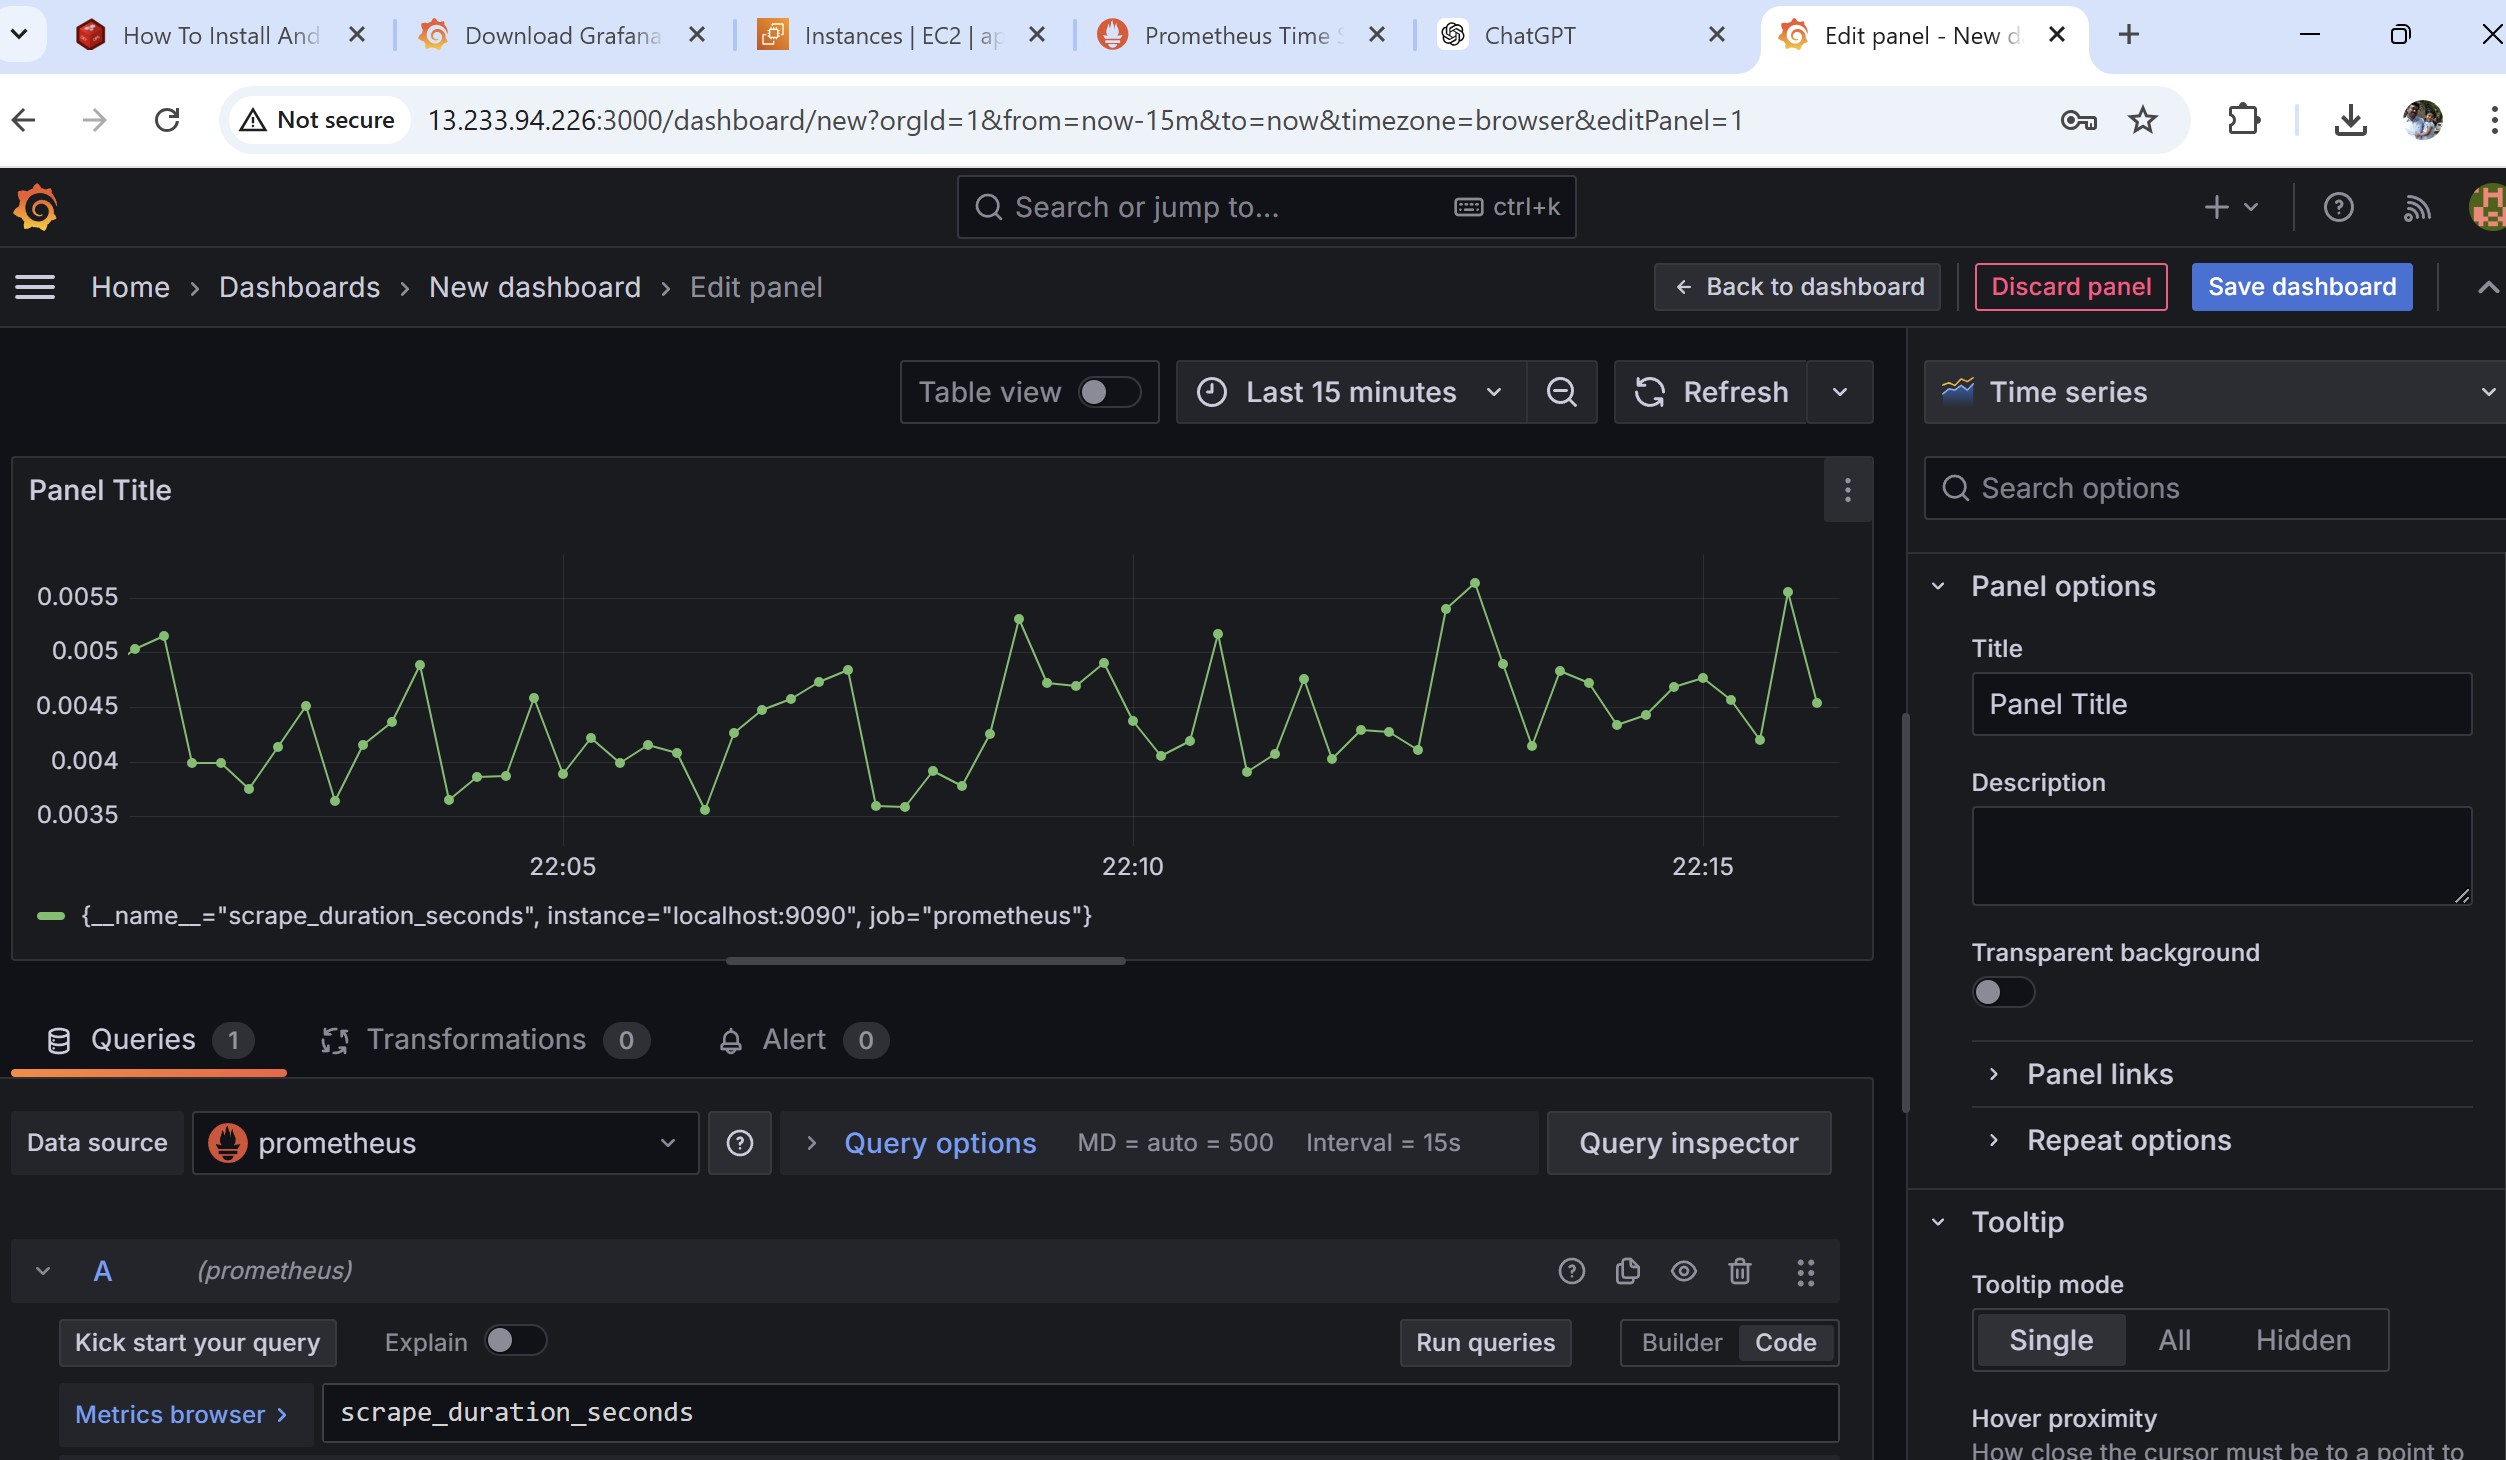 How To Install And
Download Grafana
Instances | EC2 | ap
Prometheus Time S
ChatGPT
Edit panel - New d
Not secure
13.233.94.226:3000/dashboard/new?orgId=1&from=now-15m&to=now&timezone=browser&editPanel=1
Search or jump to...
ctrl+k
Home › Dashboards › New dashboard › Edit panel
Back to dashboard
Discard panel
Save dashboard
Table view
Last 15 minutes
Refresh
Time series
Panel Title
Search options
0.0055
0.005
0.0045
0.004
0.0035
22:05
22:10
22:15
{__name__="scrape_duration_seconds", instance="localhost:9090", job="prometheus"}
Panel options
Title
Panel Title
Description
Transparent background
Panel links
Repeat options
Tooltip
Tooltip mode
Single All Hidden
Hover proximity
How close the cursor must be to a point to
Queries 1
Transformations 0
Alert 0
Data source
prometheus
Query options
MD = auto = 500
Interval = 15s
Query inspector
A
(prometheus)
Kick start your query
Explain
Run queries
Builder Code
Metrics browser >
scrape_duration_seconds